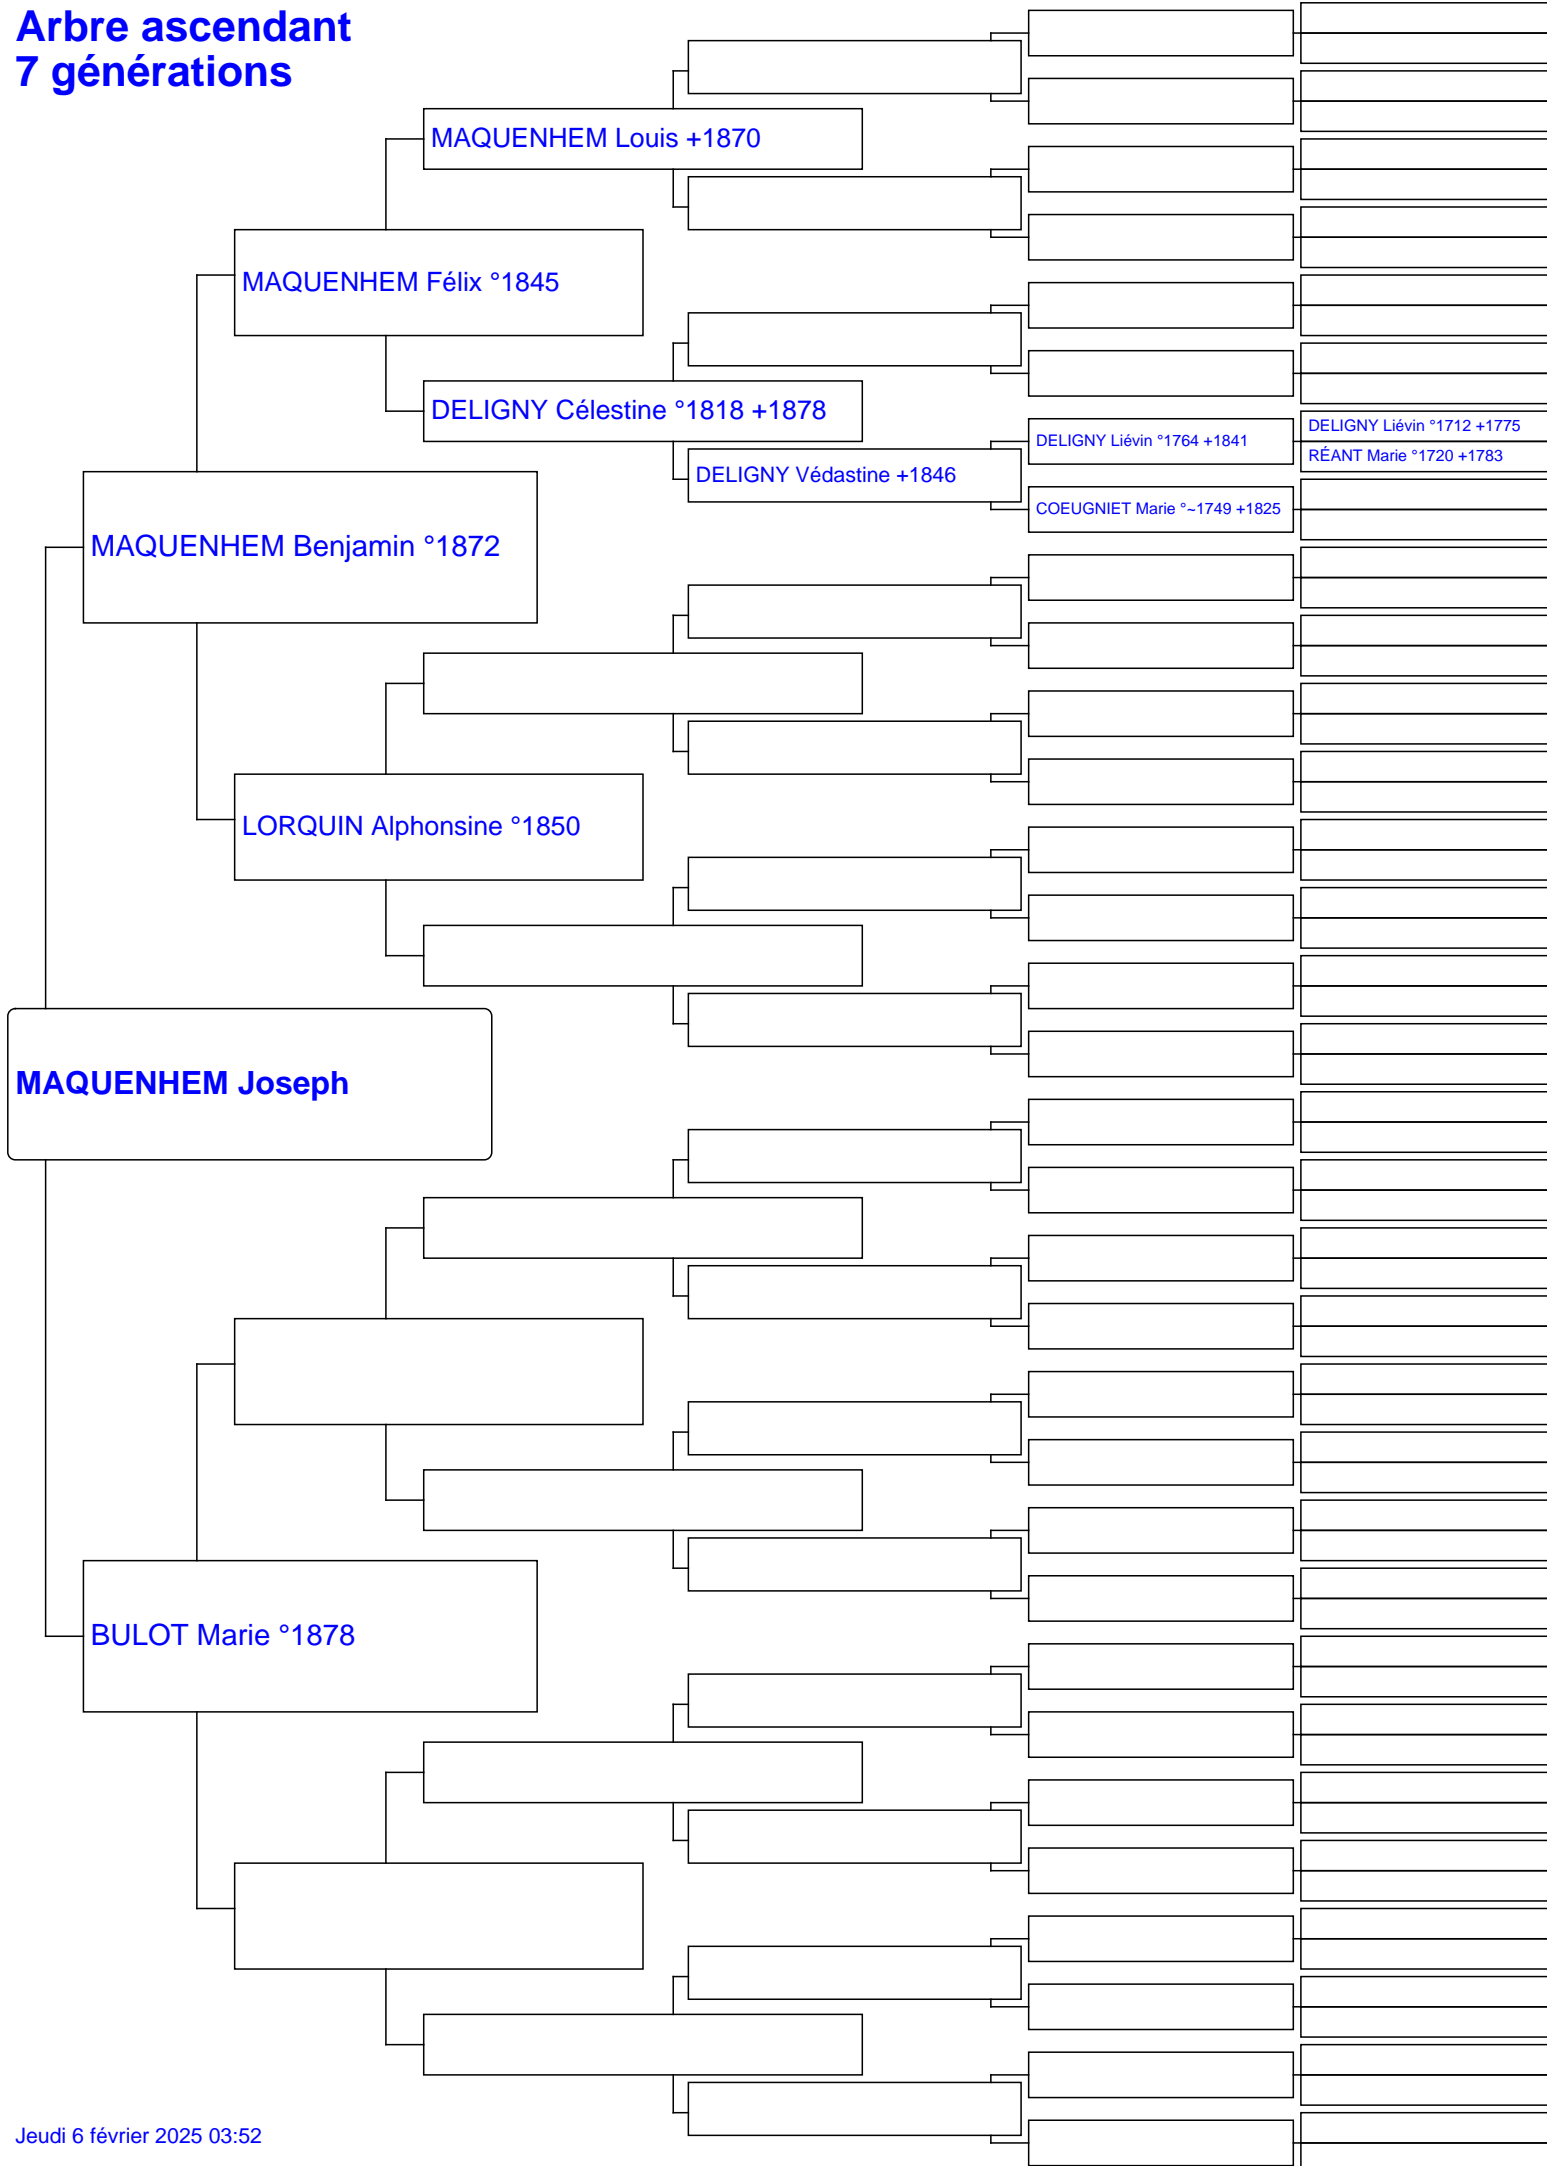 Arbre ascendant
7 générations
MAQUENHEM Louis +1870
MAQUENHEM Félix °1845
DELIGNY Célestine °1818 +1878
DELIGNY Liévin °1764 +1841
DELIGNY Liévin °1712 +1775
RÉANT Marie °1720 +1783
DELIGNY Védastine +1846
COEUGNIET Marie °~1749 +1825
MAQUENHEM Benjamin °1872
LORQUIN Alphonsine °1850
MAQUENHEM Joseph
BULOT Marie °1878
Jeudi 6 février 2025 03:52